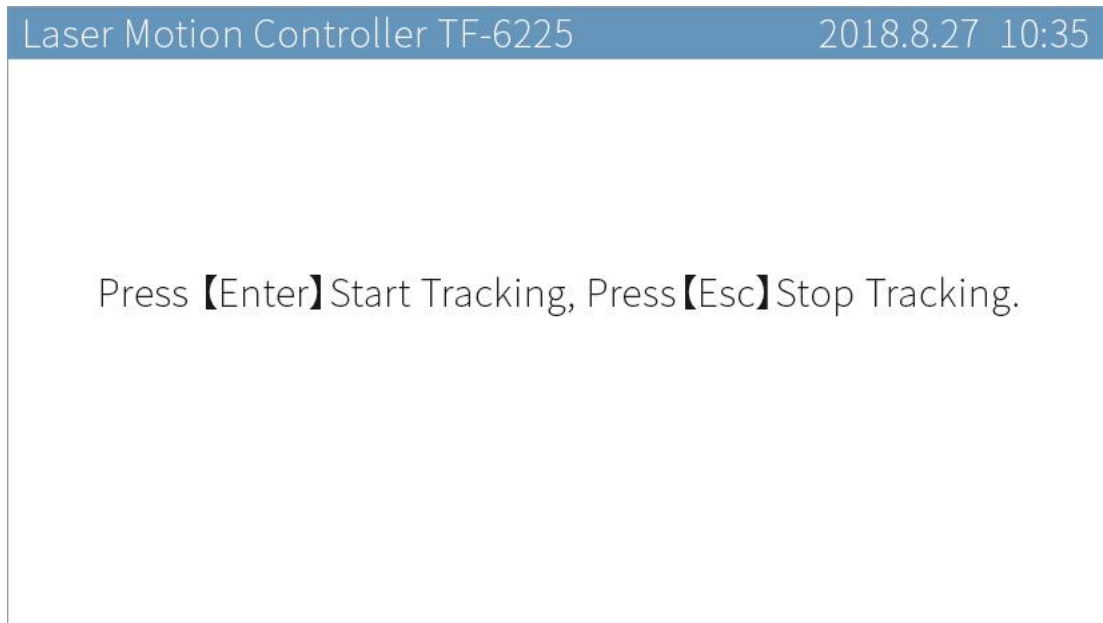 Laser Motion Controller TF-6225 2018.8.27 10:35
Press 【Enter】 Start Tracking, Press【Esc】 Stop Tracking.